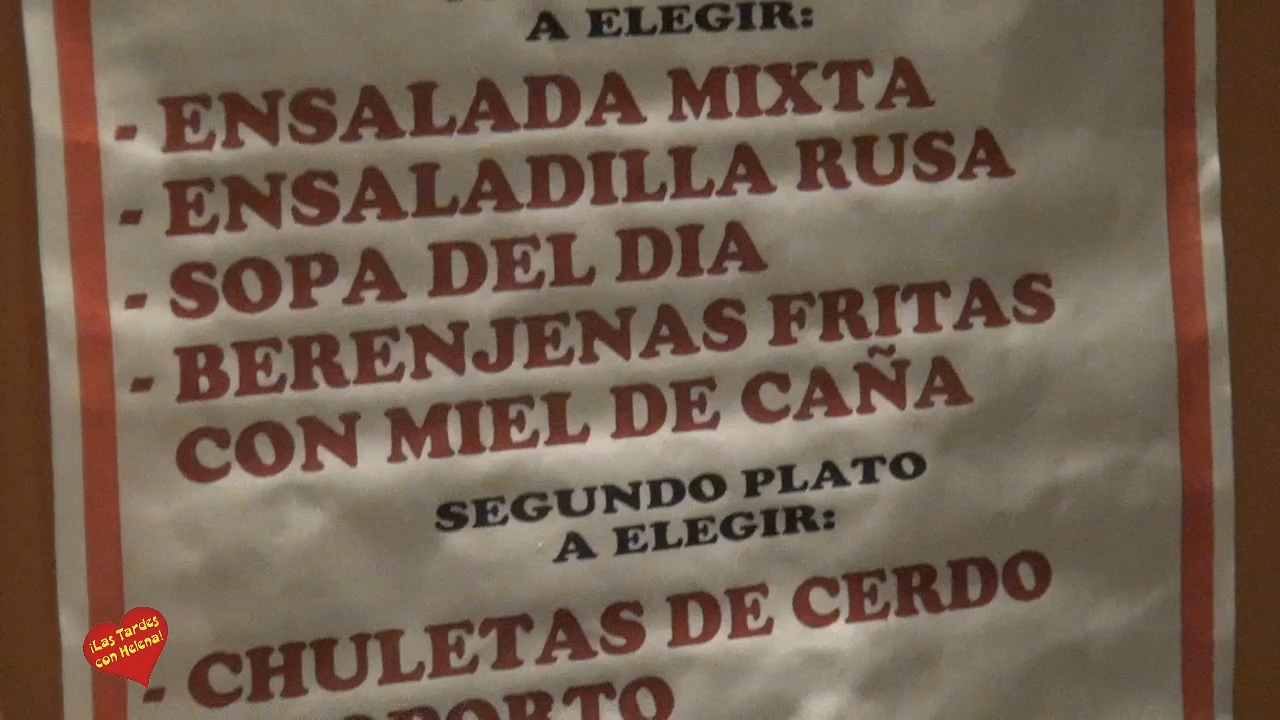 A ELEGIR:
- ENSALADA MIXTA
- ENSALADILLA RUSA
- SOPA DEL DIA
- BERENJENAS FRITAS
CON MIEL DE CAÑA
SEGUNDO PLATO
A ELEGIR:
- CHULETAS DE CERDO
¡Las Tardes
con Helena!